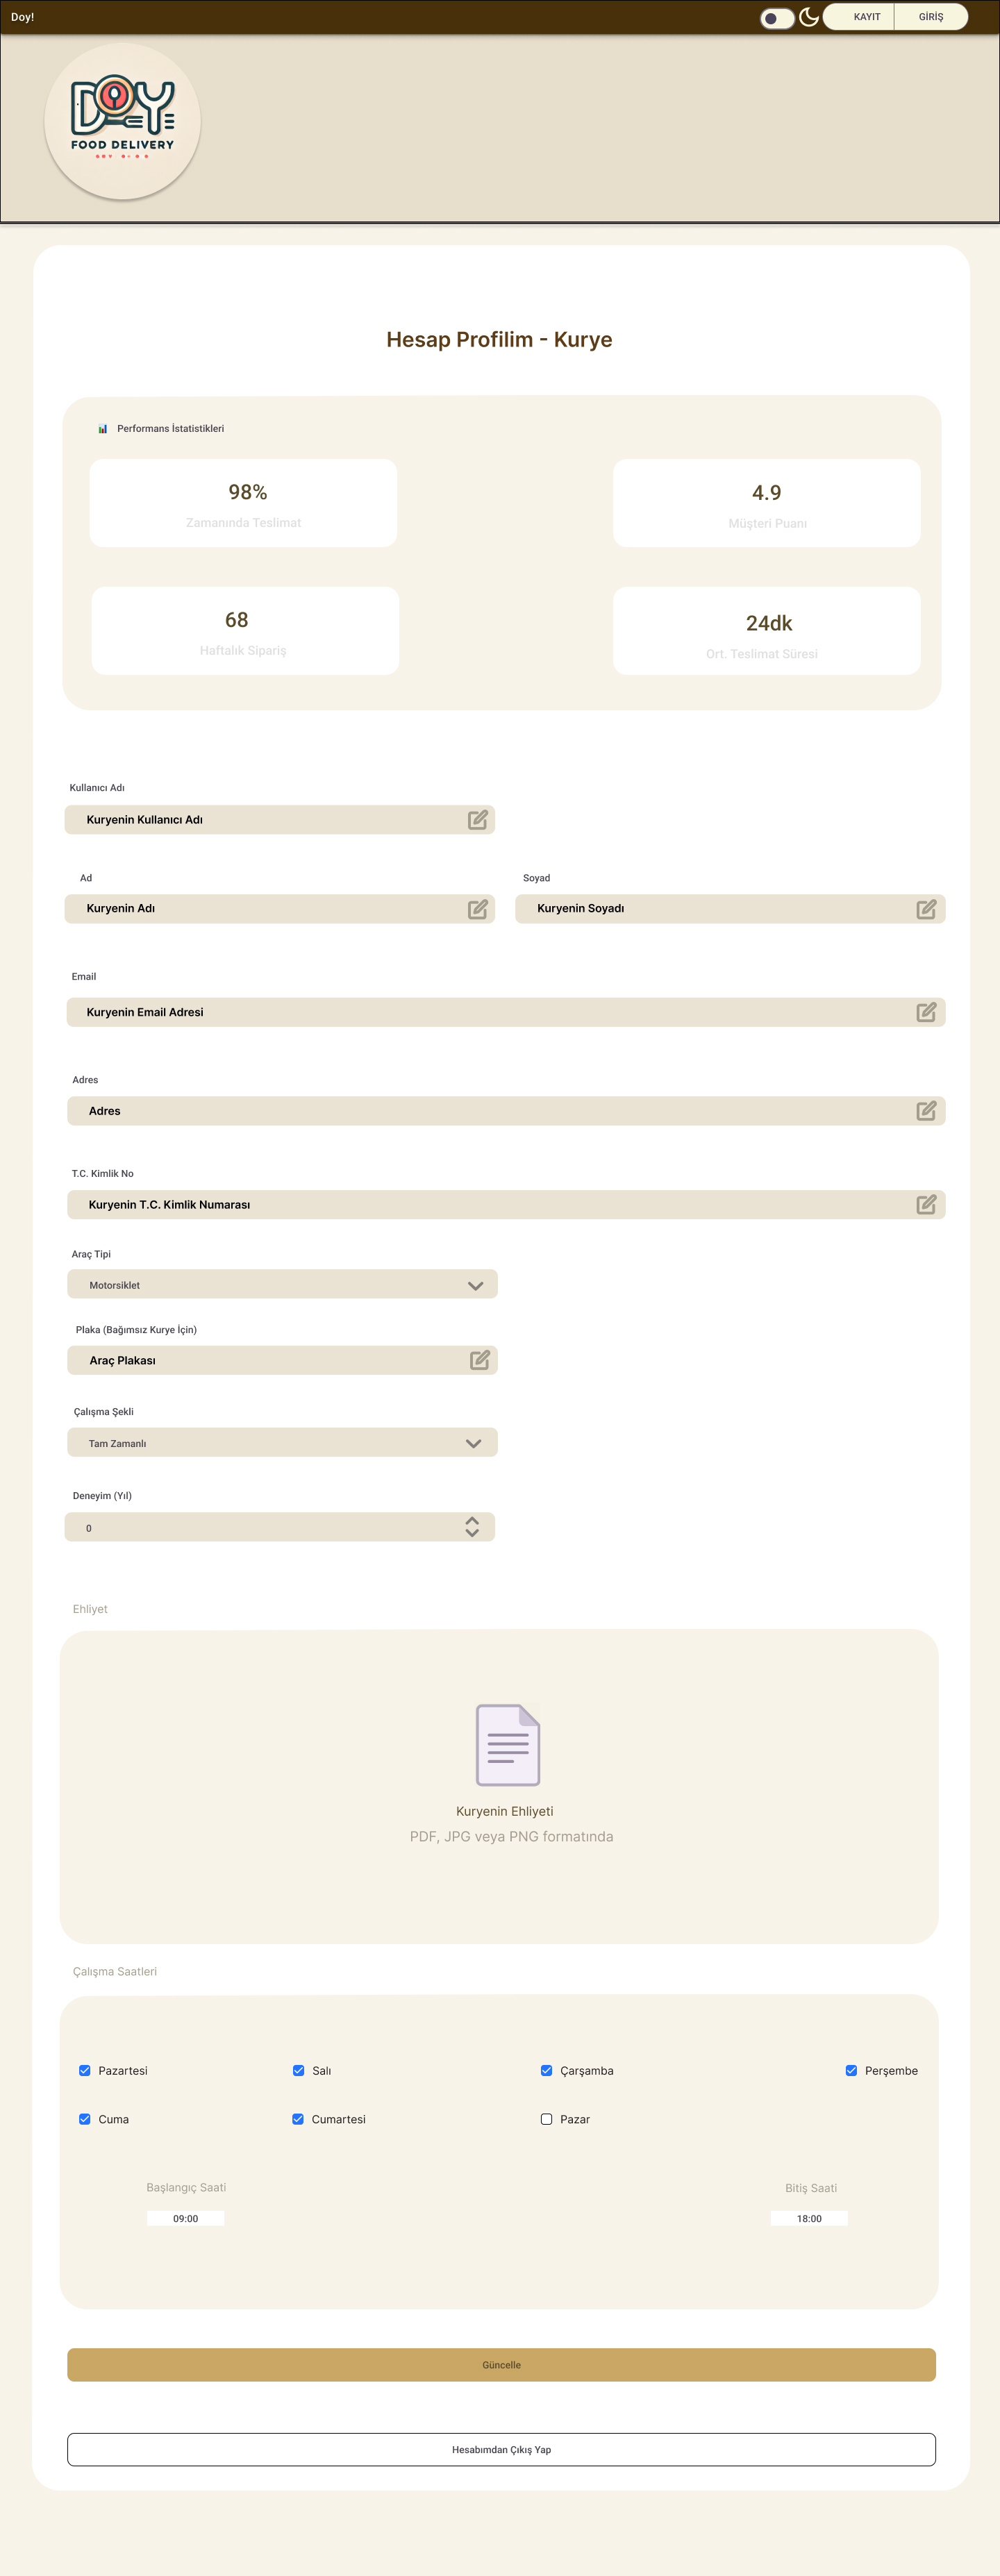 Doy!
KAYIT
GİRİŞ
DOY
FOOD DELIVERY
Hesap Profilim - Kurye
Performans İstatistikleri
98%
Zamanında Teslimat
4.9
Müşteri Puanı
68
Haftalık Sipariş
24dk
Ort. Teslimat Süresi
Kullanıcı Adı
Kuryenin Kullanıcı Adı
Ad
Soyad
Kuryenin Adı
Kuryenin Soyadı
Email
Kuryenin Email Adresi
Adres
Adres
T.C. Kimlik No
Kuryenin T.C. Kimlik Numarası
Araç Tipi
Motorsiklet
Plaka (Bağımsız Kurye İçin)
Araç Plakası
Çalışma Şekli
Tam Zamanlı
Deneyim (Yıl)
0
Ehliyet
Kuryenin Ehliyeti
PDF, JPG veya PNG formatında
Çalışma Saatleri
Pazartesi
Salı
Çarşamba
Perşembe
Cuma
Cumartesi
Pazar
Başlangıç Saati
Bitiş Saati
09:00
18:00
Güncelle
Hesabımdan Çıkış Yap